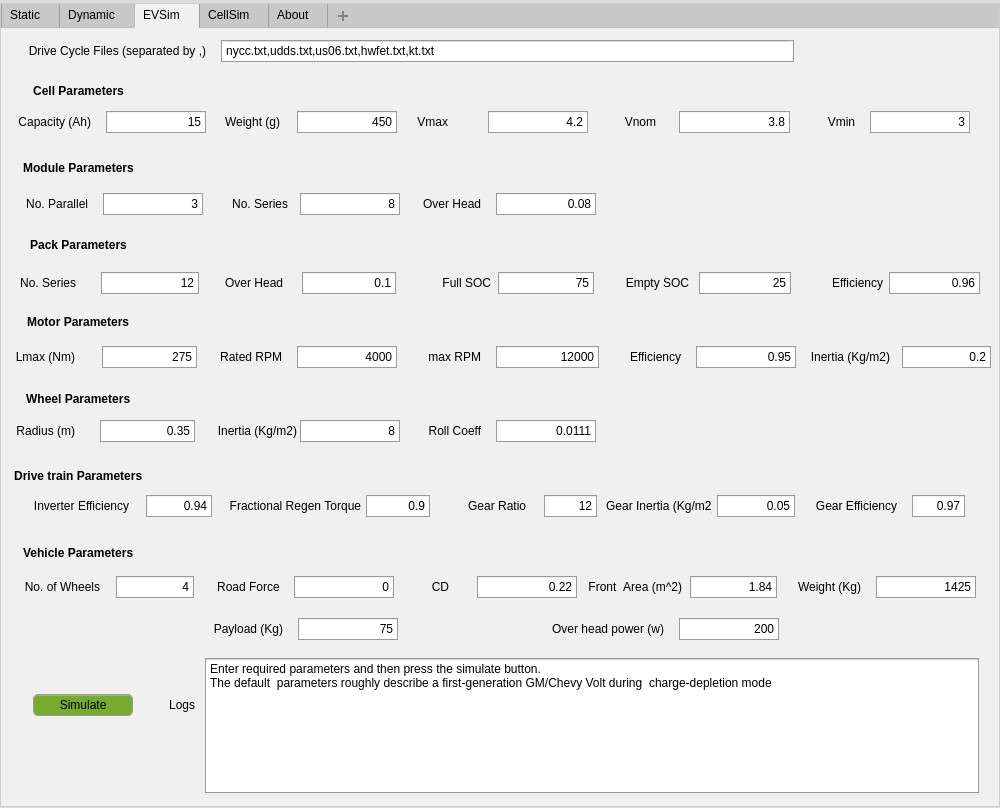 Static Dynamic EVSim CellSim About +
Drive Cycle Files (separated by ,) nycc.txt,udds.txt,us06.txt,hwfet.txt,kt.txt
Cell Parameters
Capacity (Ah) 15 Weight (g) 450 Vmax 4.2 Vnom 3.8 Vmin 3
Module Parameters
No. Parallel 3 No. Series 8 Over Head 0.08
Pack Parameters
No. Series 12 Over Head 0.1 Full SOC 75 Empty SOC 25 Efficiency 0.96
Motor Parameters
Lmax (Nm) 275 Rated RPM 4000 max RPM 12000 Efficiency 0.95 Inertia (Kg/m2) 0.2
Wheel Parameters
Radius (m) 0.35 Inertia (Kg/m2) 8 Roll Coeff 0.0111
Drive train Parameters
Inverter Efficiency 0.94 Fractional Regen Torque 0.9 Gear Ratio 12 Gear Inertia (Kg/m2 0.05 Gear Efficiency 0.97
Vehicle Parameters
No. of Wheels 4 Road Force 0 CD 0.22 Front Area (m^2) 1.84 Weight (Kg) 1425
Payload (Kg) 75 Over head power (w) 200
Enter required parameters and then press the simulate button.
The default parameters roughly describe a first-generation GM/Chevy Volt during charge-depletion mode
Simulate Logs